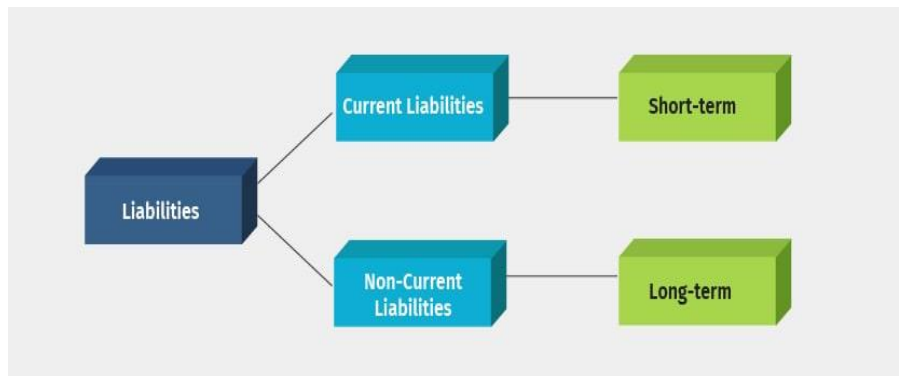 Current Liabilities
Short-term
Liabilities
Non-Current
Liabilities
Long-term